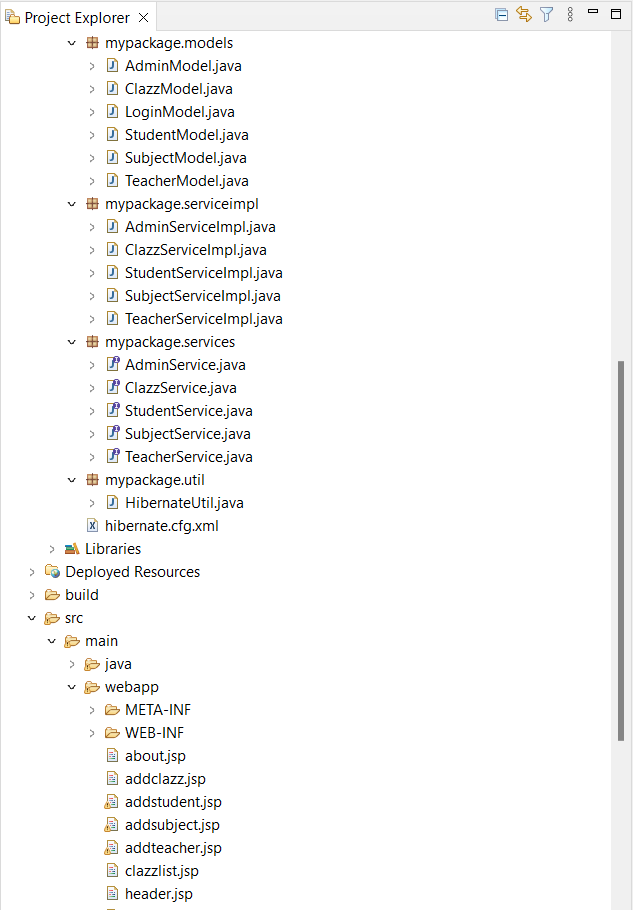 Project Explorer
mypackage.models
AdminModel.java
ClazzModel.java
LoginModel.java
StudentModel.java
SubjectModel.java
TeacherModel.java
mypackage.serviceimpl
AdminServiceImpl.java
ClazzServiceImpl.java
StudentServiceImpl.java
SubjectServiceImpl.java
TeacherServiceImpl.java
mypackage.services
AdminService.java
ClazzService.java
StudentService.java
SubjectService.java
TeacherService.java
mypackage.util
HibernateUtil.java
hibernate.cfg.xml
Libraries
Deployed Resources
build
src
main
java
webapp
META-INF
WEB-INF
about.jsp
addclazz.jsp
addstudent.jsp
addsubject.jsp
addteacher.jsp
clazzlist.jsp
header.jsp